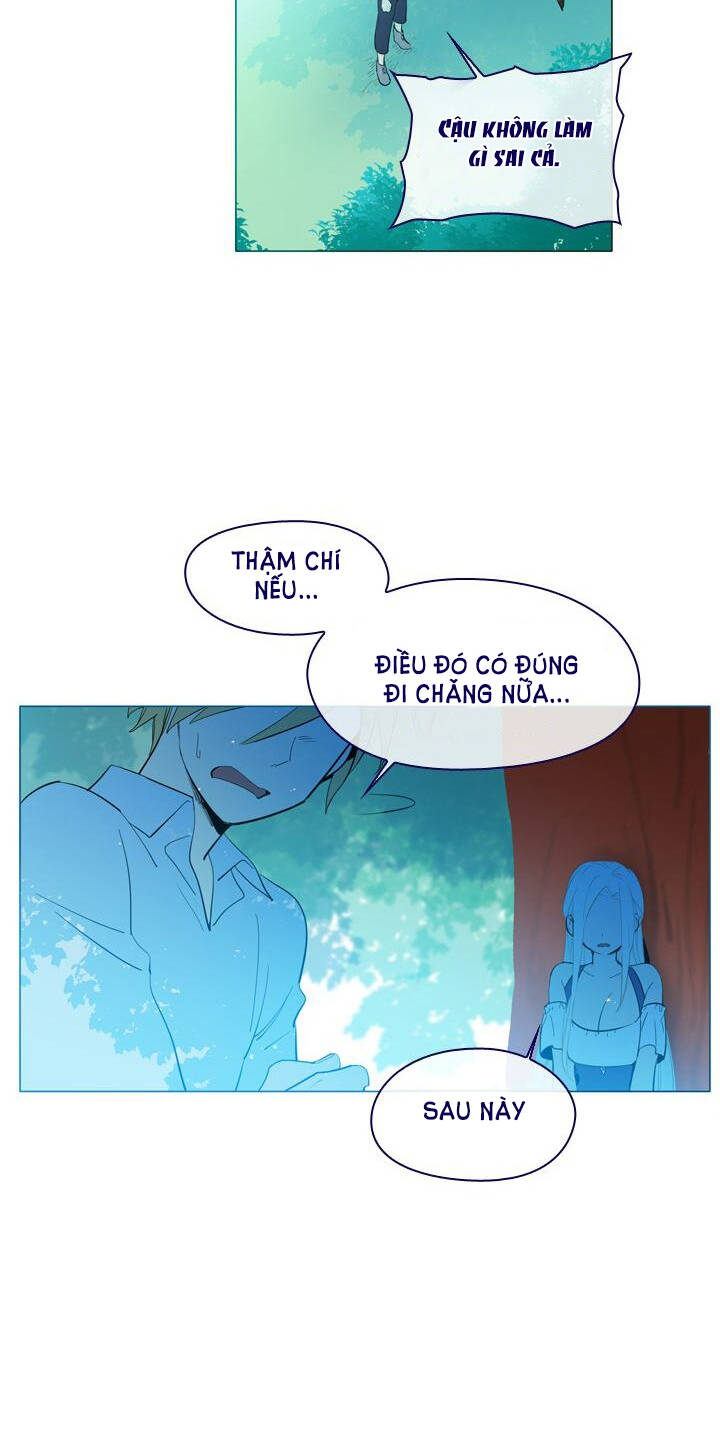 CẬU KHÔNG LÀM
GÌ SAI CẢ.
THẬM CHÍ
NẾU...
ĐIỀU ĐÓ CÓ ĐÚNG
ĐI CHĂNG NỮA...
SAU NÀY